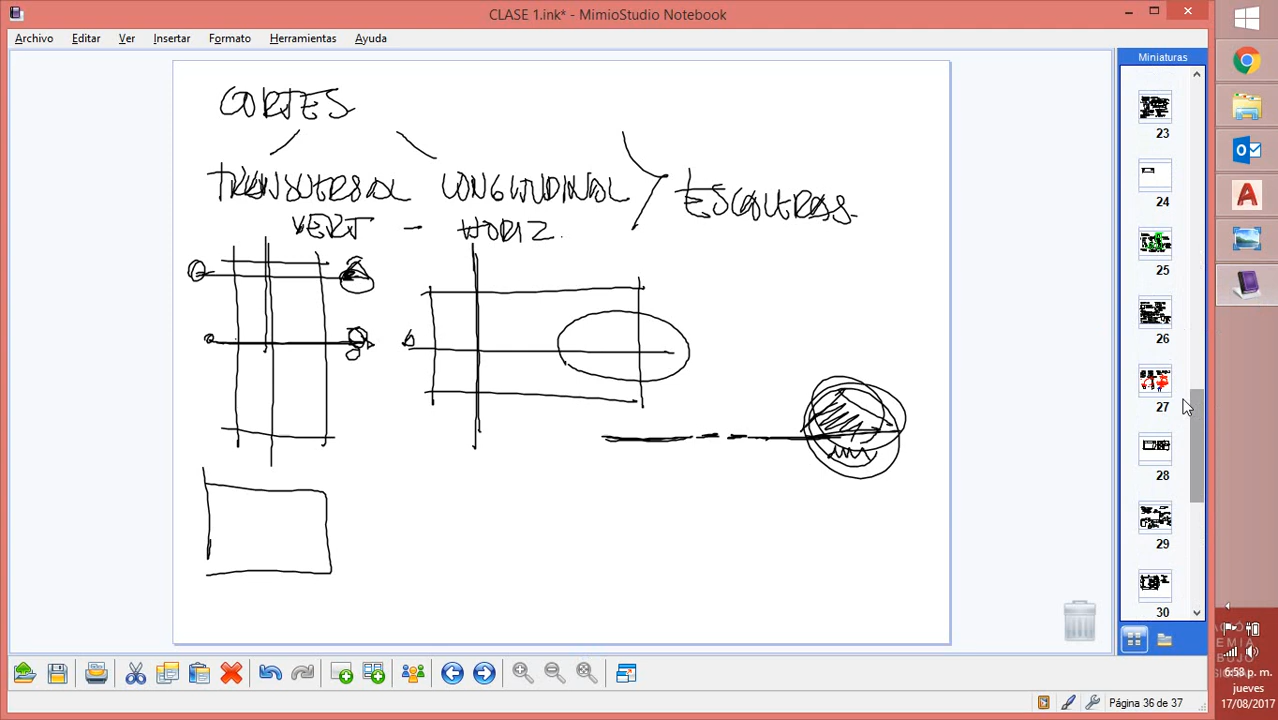 CLASE 1.ink* - MimioStudio Notebook
Archivo Editar Ver Insertar Formato Herramientas Ayuda
Miniaturas
CORTES
TRANSVERSAL LONGITUDINAL ESCALERAS.
VERT - HORIZ.
23
24
25
26
27
28
29
30
Página 36 de 37
6:58 p. m.
jueves
17/08/2017